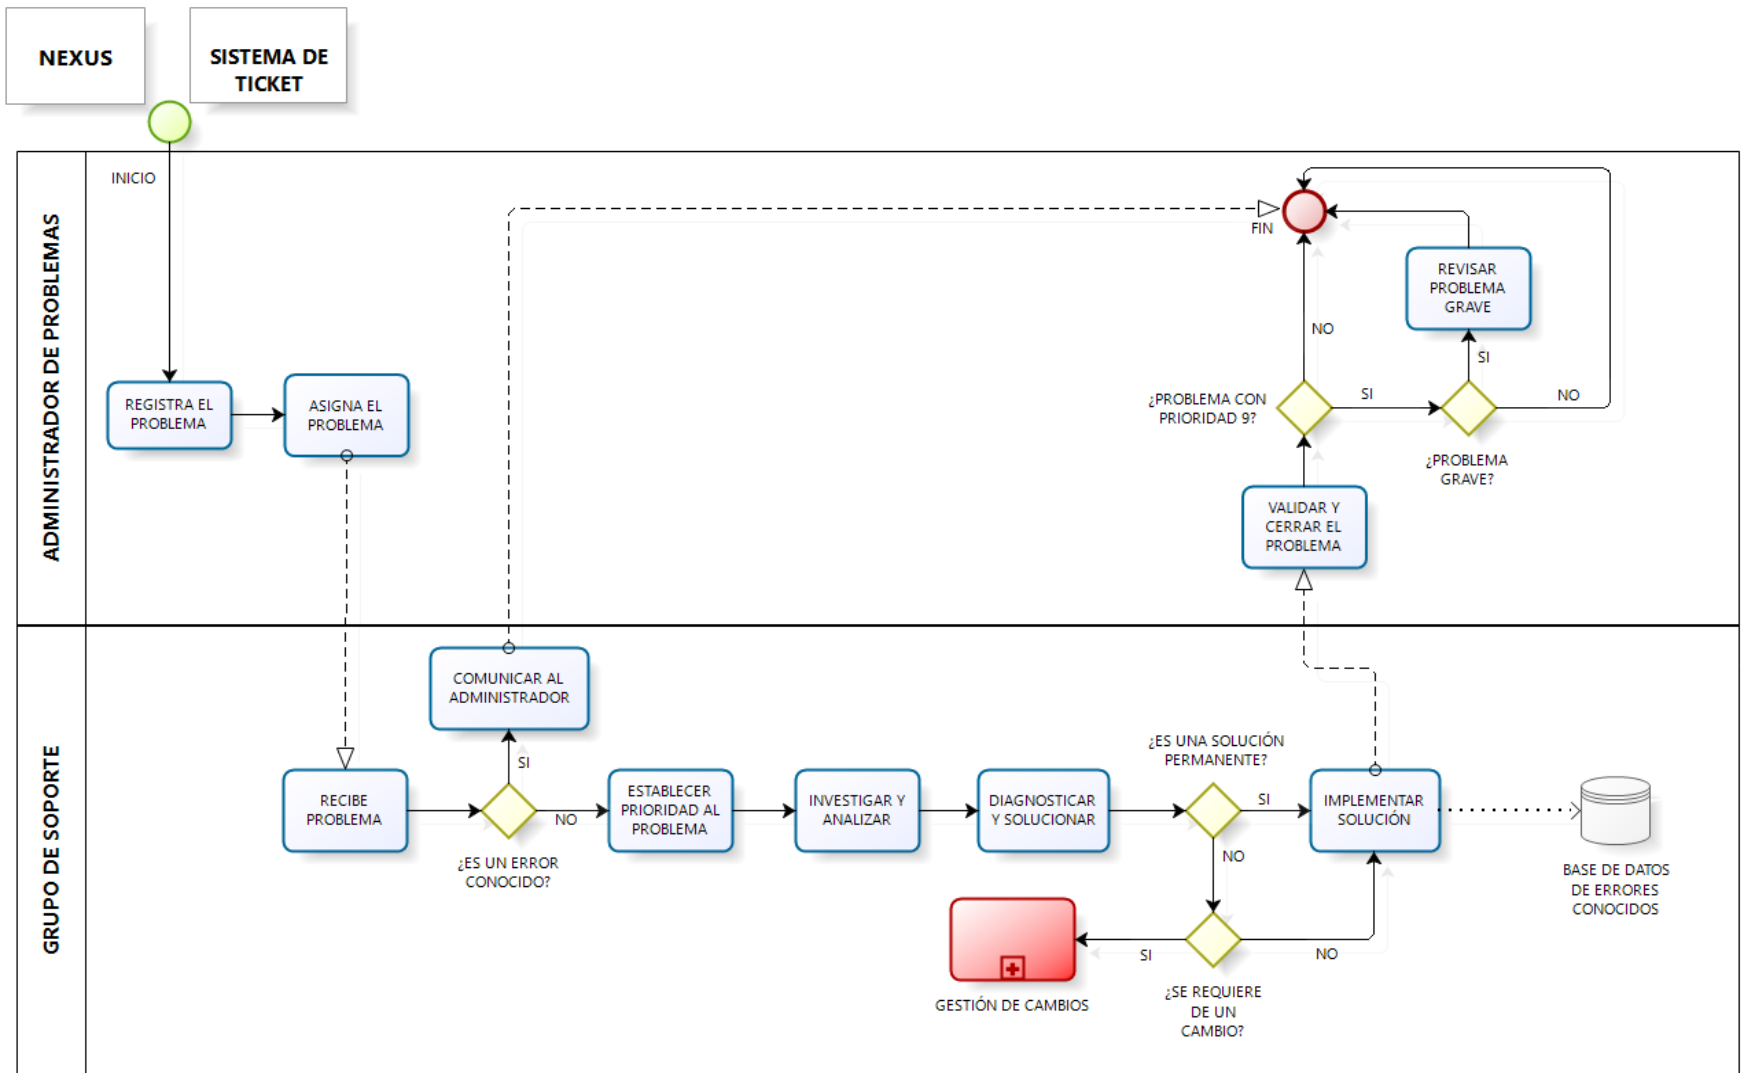 NEXUS
SISTEMA DE
TICKET
ADMINISTRADOR DE PROBLEMAS
INICIO
REGISTRA EL
PROBLEMA
ASIGNA EL
PROBLEMA
FIN
REVISAR
PROBLEMA
GRAVE
NO
SI
¿PROBLEMA CON
PRIORIDAD 9?
SI
NO
¿PROBLEMA
GRAVE?
VALIDAR Y
CERRAR EL
PROBLEMA
GRUPO DE SOPORTE
COMUNICAR AL
ADMINISTRADOR
SI
RECIBE
PROBLEMA
NO
¿ES UN ERROR
CONOCIDO?
ESTABLECER
PRIORIDAD AL
PROBLEMA
INVESTIGAR Y
ANALIZAR
DIAGNOSTICAR
Y SOLUCIONAR
¿ES UNA SOLUCIÓN
PERMANENTE?
SI
NO
IMPLEMENTAR
SOLUCIÓN
BASE DE DATOS
DE ERRORES
CONOCIDOS
SI
NO
GESTIÓN DE CAMBIOS
¿SE REQUIERE
DE UN
CAMBIO?